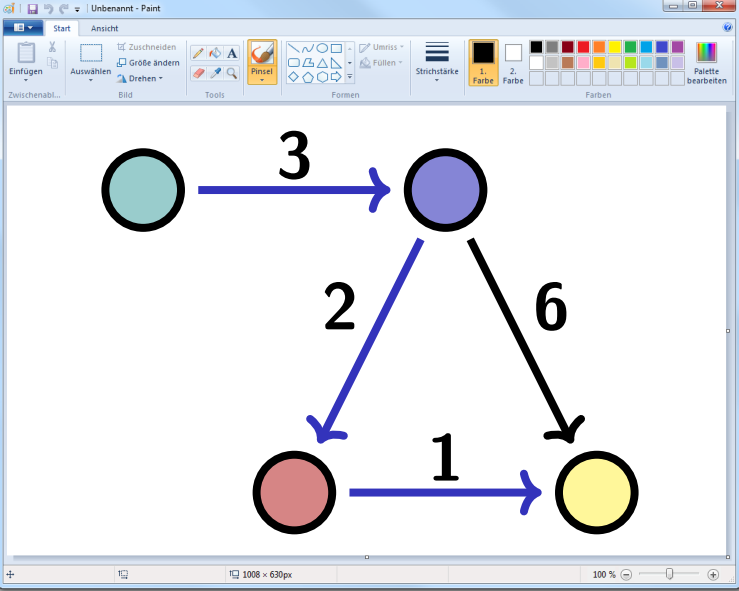 Unbenannt - Paint
Start Ansicht
Einfügen
Auswählen
Zuschneiden
Größe ändern
Drehen
A
Pinsel
Umriss
Füllen
Strichstärke
1.
Farbe
2.
Farbe
Palette
bearbeiten
Zwischenabl...
Bild
Tools
Formen
Farben
3
2
6
1
1008 × 630px
100 %